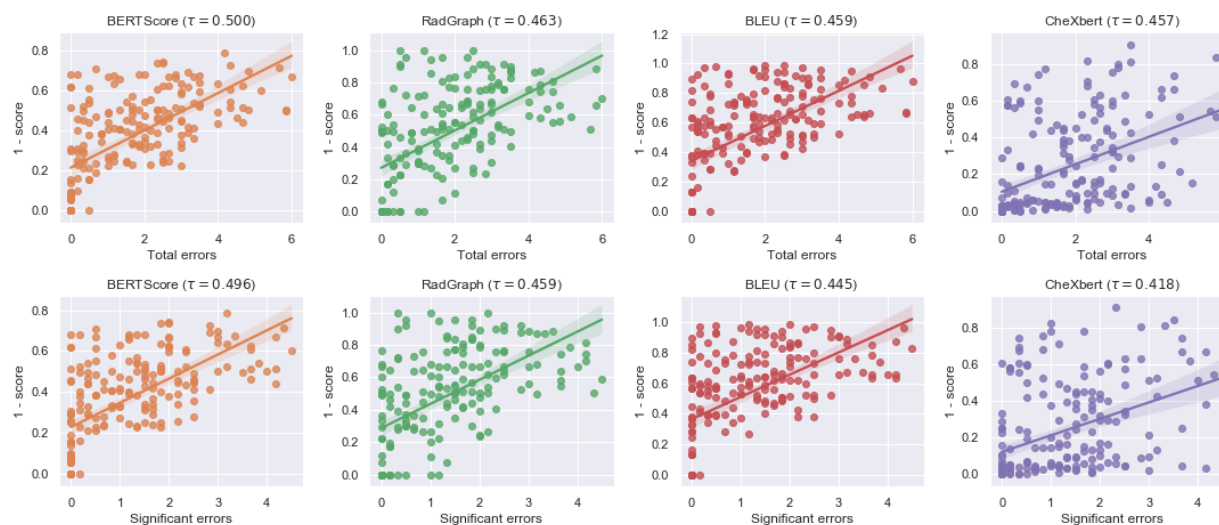 BERTScore (τ = 0.500)
RadGraph (τ = 0.463)
BLEU (τ = 0.459)
CheXbert (τ = 0.457)
1 - score
0.8
0.6
0.4
0.2
0.0
0 2 4 6
Total errors
1 - score
1.0
0.8
0.6
0.4
0.2
0.0
0 1 2 3 4 5 6
Total errors
1 - score
1.2
1.0
0.8
0.6
0.4
0.2
0.0
0 2 4 6
Total errors
1 - score
0.8
0.6
0.4
0.2
0.0
0 2 4
Total errors
BERTScore (τ = 0.496)
RadGraph (τ = 0.459)
BLEU (τ = 0.445)
CheXbert (τ = 0.418)
1 - score
0.8
0.6
0.4
0.2
0.0
0 1 2 3 4
Significant errors
1 - score
1.0
0.8
0.6
0.4
0.2
0.0
0 1 2 3 4
Significant errors
1 - score
1.0
0.8
0.6
0.4
0.2
0.0
0 1 2 3 4
Significant errors
1 - score
0.8
0.6
0.4
0.2
0.0
0 1 2 3 4
Significant errors